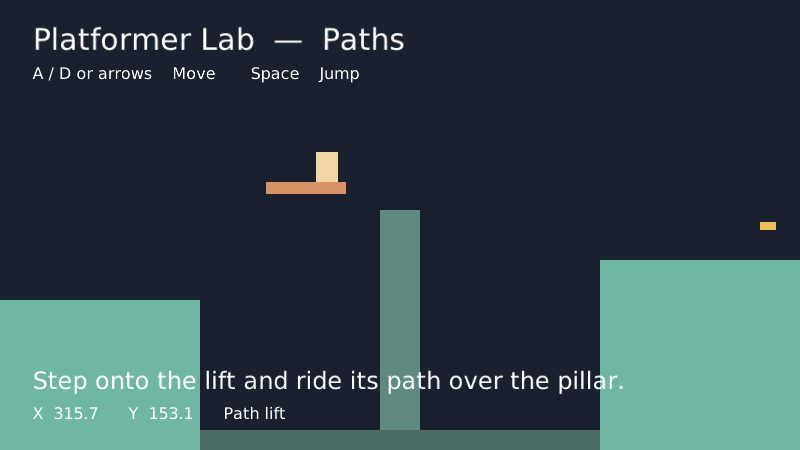 Platformer Lab — Paths
A / D or arrows Move Space Jump
Step onto the lift and ride its path over the pillar.
X 315.7 Y 153.1 Path lift